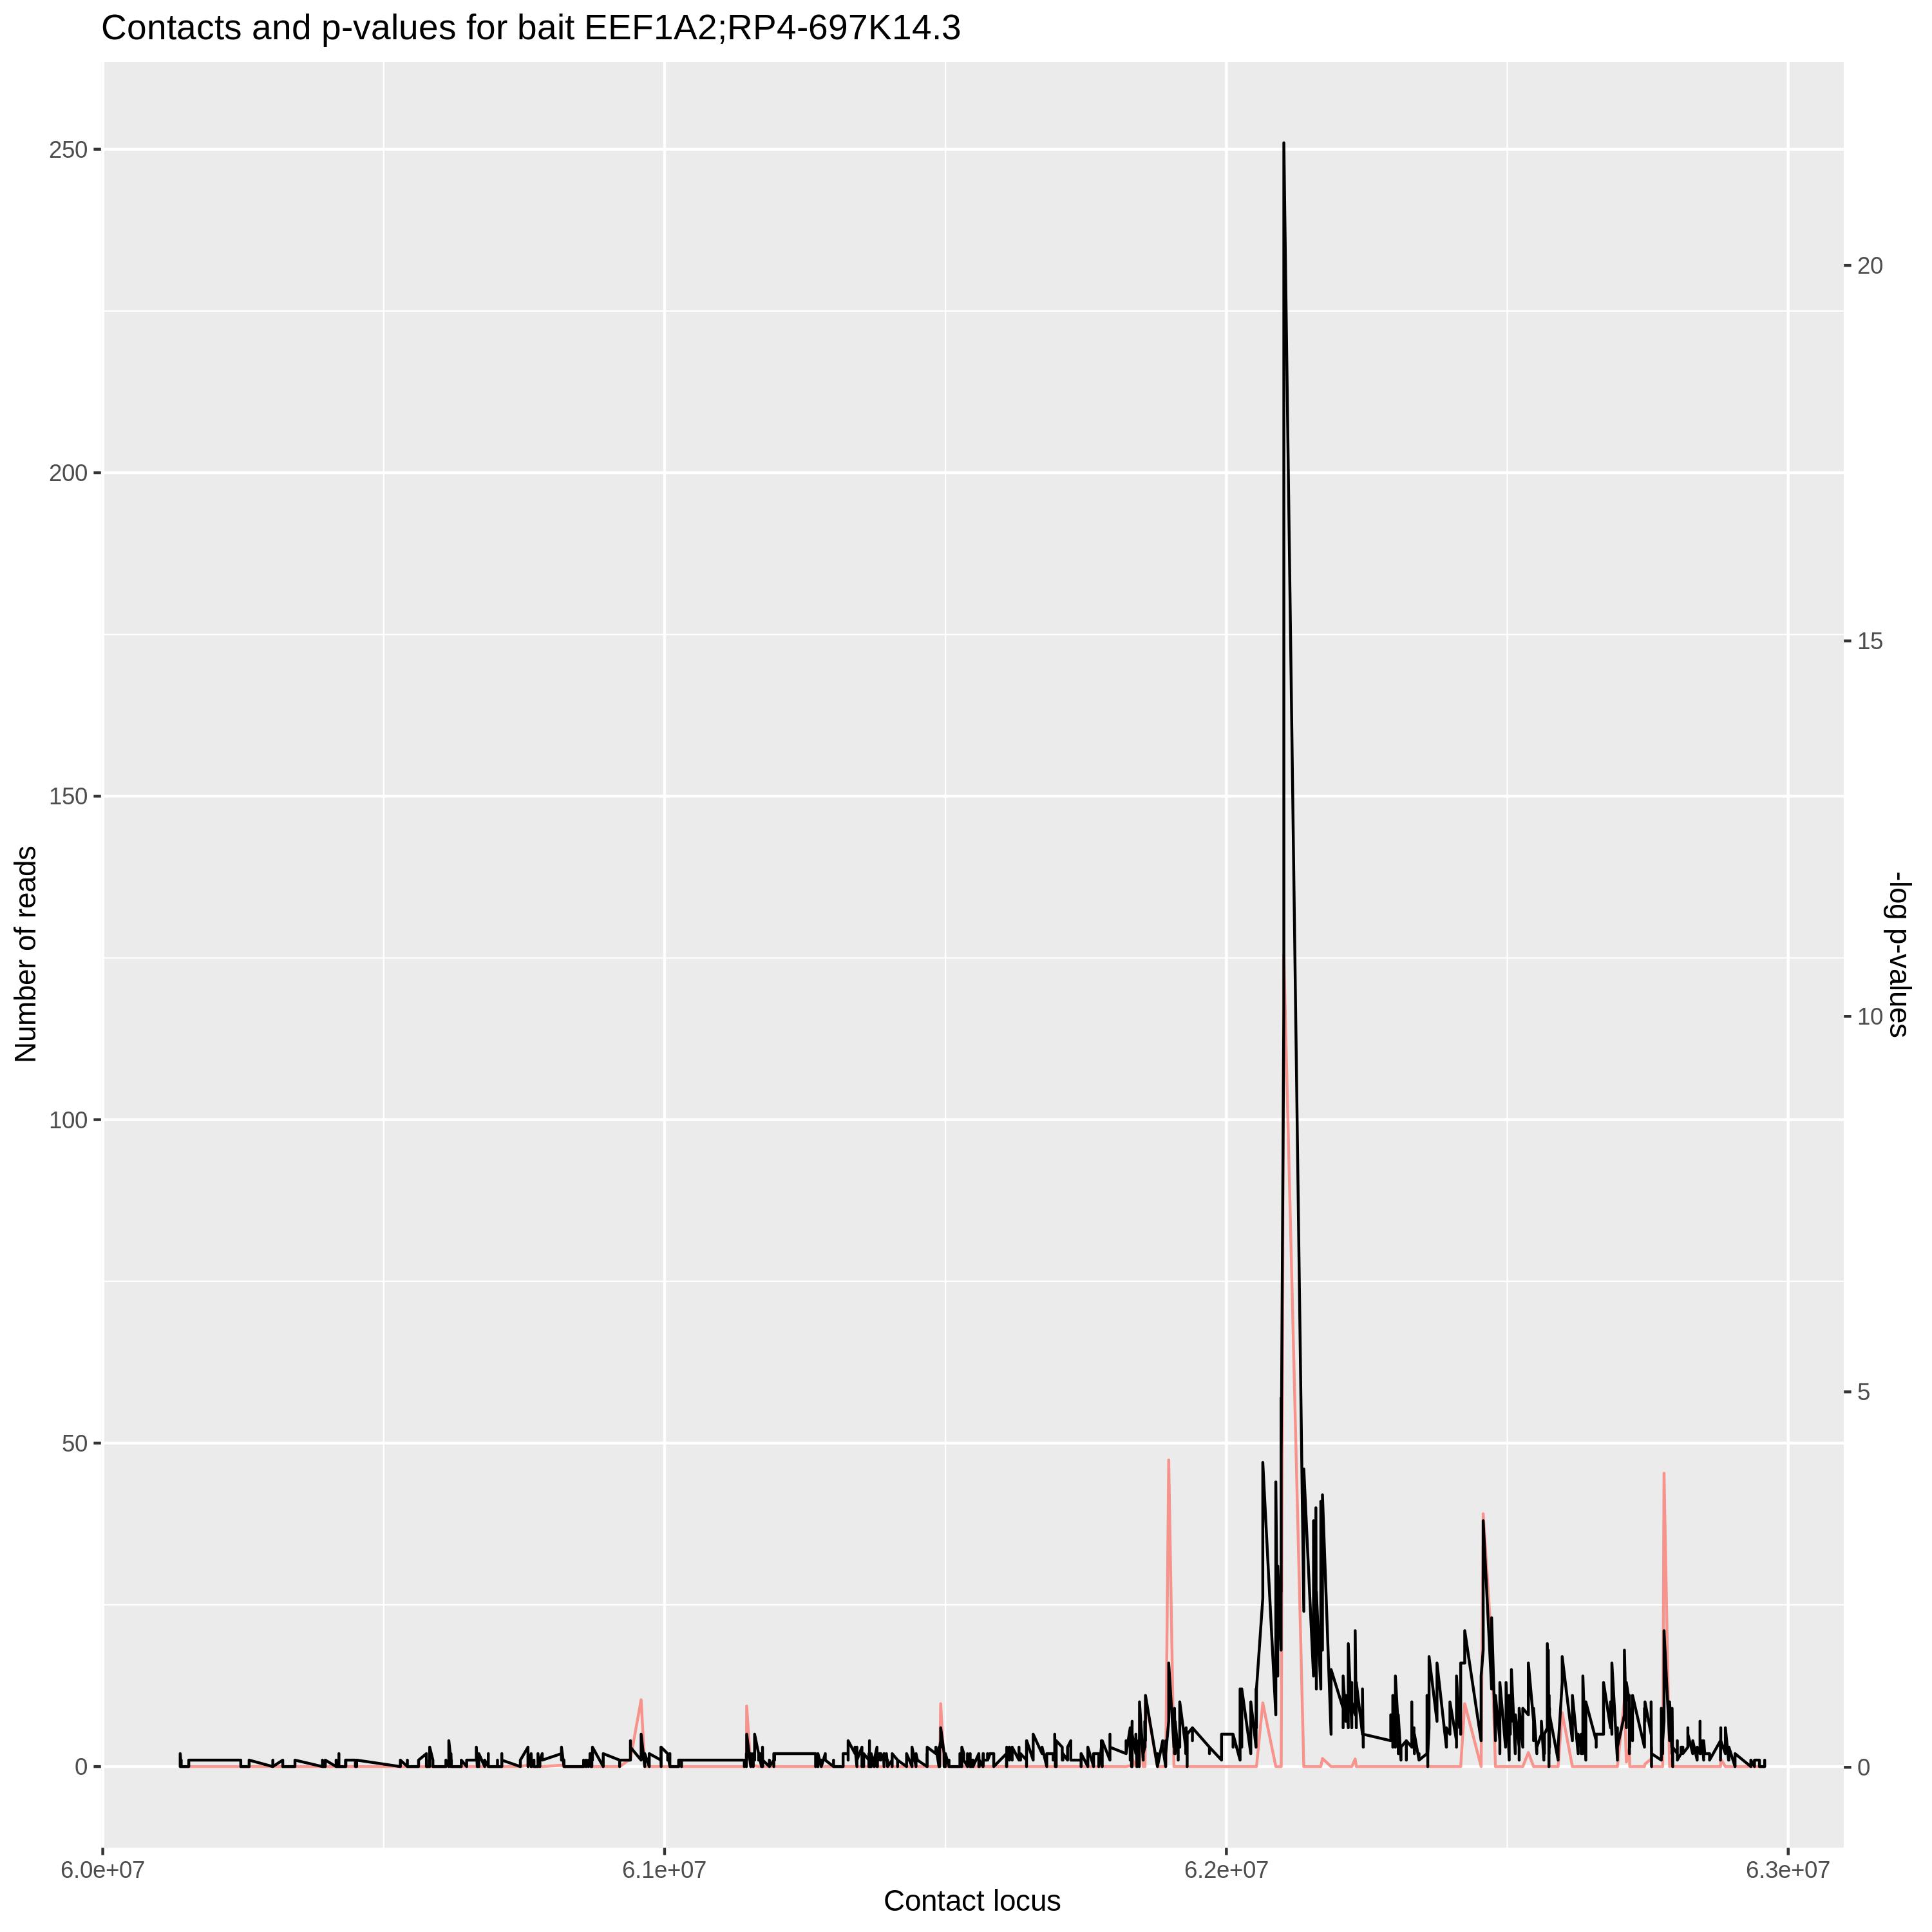 Contacts and p-values for bait EEF1A2;RP4-697K14.3
250
200
150
100
50
0
Number of reads
20
15
10
5
0
-log p-values
6.0e+07
6.1e+07
6.2e+07
6.3e+07
Contact locus